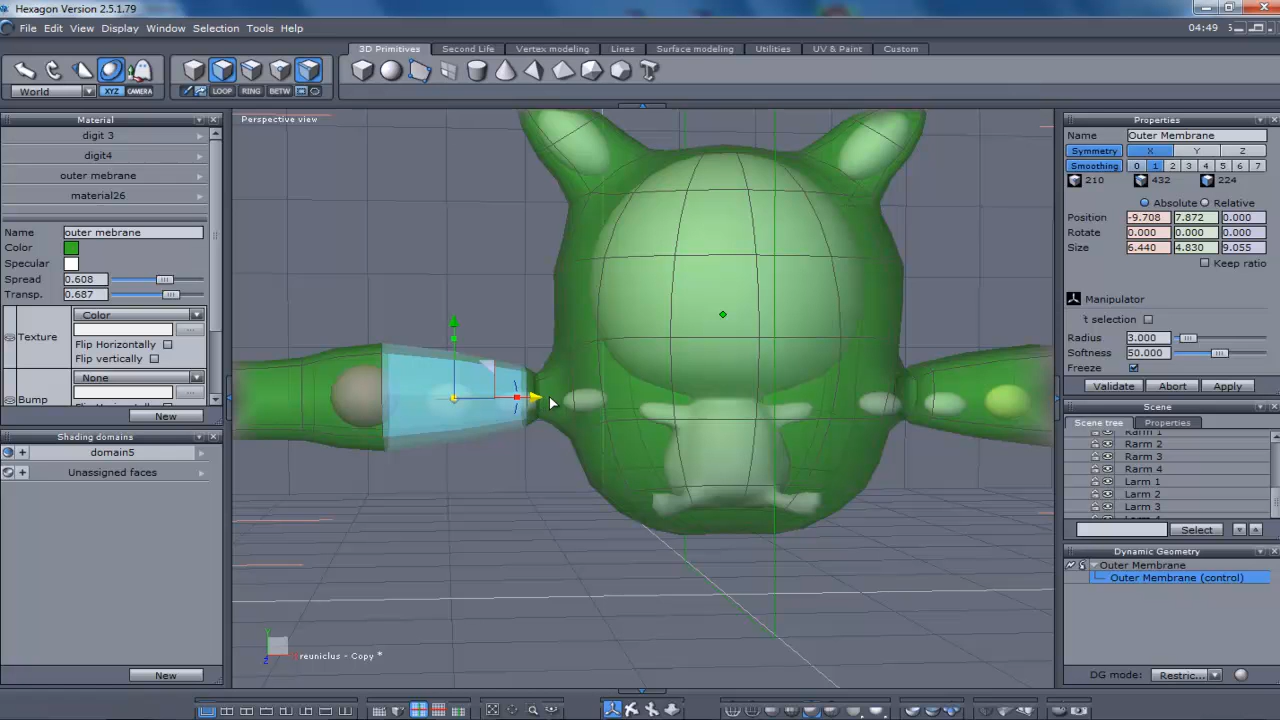 Hexagon Version 2.5.1.79
File Edit View Display Window Selection Tools Help
04:49
3D Primitives Second Life Vertex modeling Lines Surface modeling Utilities UV & Paint Custom
World
XYZ
CAMERA
LOOP
RING
BETW
Material
digit 3
digit4
outer mebrane
material26
Name outer mebrane
Color
Specular
Spread 0.608
Transp. 0.687
Texture
Color
...
Flip Horizontally
Flip vertically
Bump
None
...
New
Shading domains
domain5
Unassigned faces
New
Perspective view
reuniclus - Copy *
Properties
Name Outer Membrane
Symmetry X Y Z
Smoothing 0 1 2 3 4 5 6 7
210 432 224
Absolute Relative
Position -9.708 7.872 0.000
Rotate 0.000 0.000 0.000
Size 6.440 4.830 9.055
Keep ratio
Manipulator
't selection
Radius 3.000
Softness 50.000
Freeze
Validate Abort Apply
Scene
Scene tree Properties
Rarm 2
Rarm 3
Rarm 4
Larm 1
Larm 2
Larm 3
Select
Dynamic Geometry
Outer Membrane
Outer Membrane (control)
DG mode: Restric...